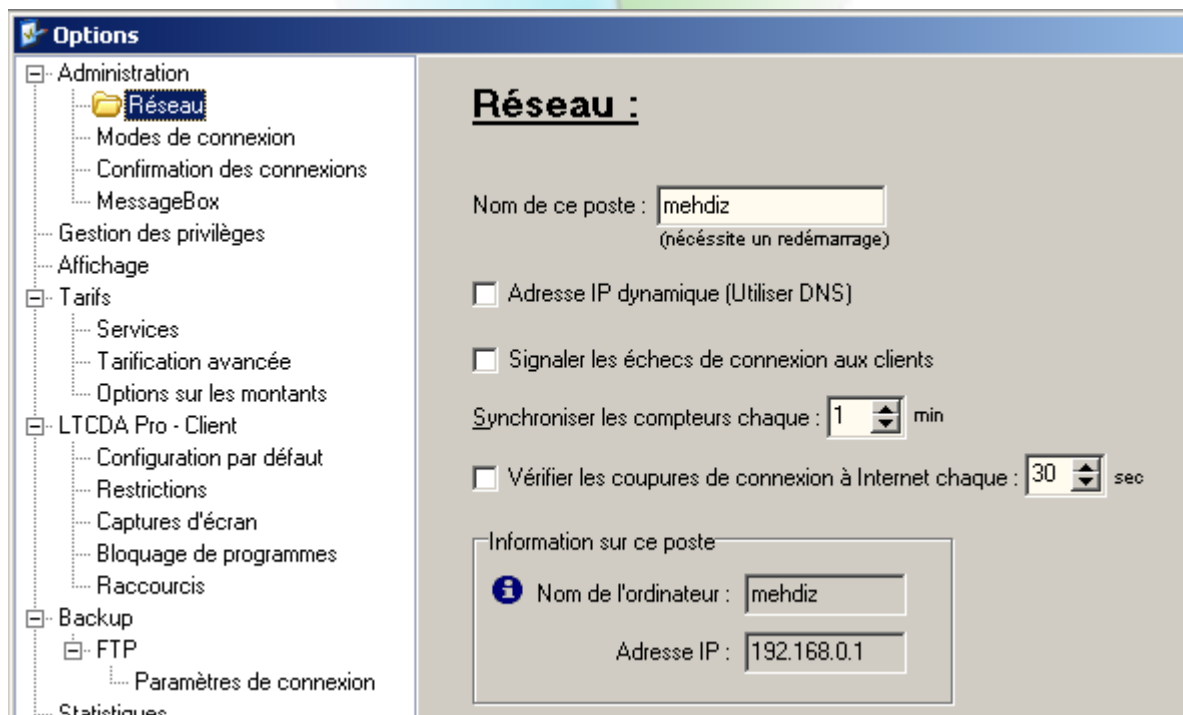 Options
Administration
Réseau
Modes de connexion
Confirmation des connexions
MessageBox
Gestion des privilèges
Affichage
Tarifs
Services
Tarification avancée
Options sur les montants
LTCDA Pro - Client
Configuration par défaut
Restrictions
Captures d'écran
Bloquage de programmes
Raccourcis
Backup
FTP
Paramètres de connexion
Statistiques
Réseau :
Nom de ce poste : mehdiz
(nécéssite un redémarrage)
Adresse IP dynamique (Utiliser DNS)
Signaler les échecs de connexion aux clients
Synchroniser les compteurs chaque : 1 min
Vérifier les coupures de connexion à Internet chaque : 30 sec
Information sur ce poste
Nom de l'ordinateur : mehdiz
Adresse IP : 192.168.0.1